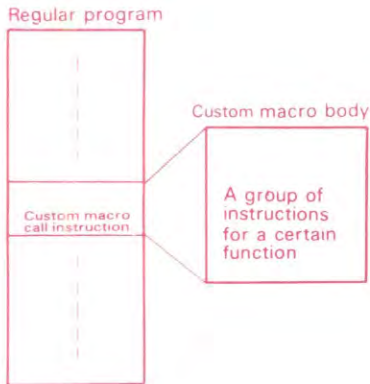 Regular program
Custom macro body
Custom macro
call instruction
A group of
instructions
for a certain
function